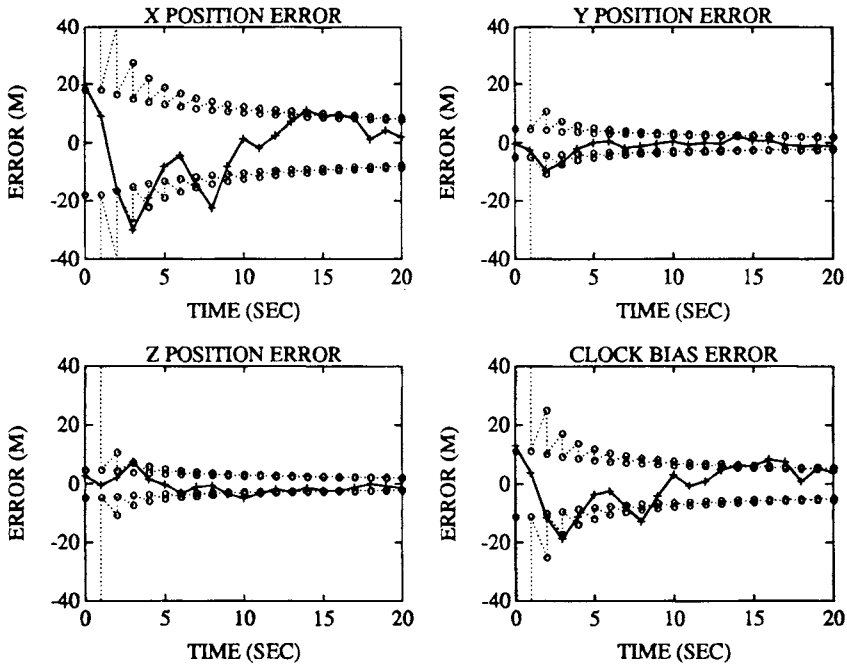 X POSITION ERROR
40
20
0
-20
-40
ERROR (M)
0 5 10 15 20
TIME (SEC)
Y POSITION ERROR
40
20
0
-20
-40
ERROR (M)
0 5 10 15 20
TIME (SEC)
Z POSITION ERROR
40
20
0
-20
-40
ERROR (M)
0 5 10 15 20
TIME (SEC)
CLOCK BIAS ERROR
40
20
0
-20
-40
ERROR (M)
0 5 10 15 20
TIME (SEC)